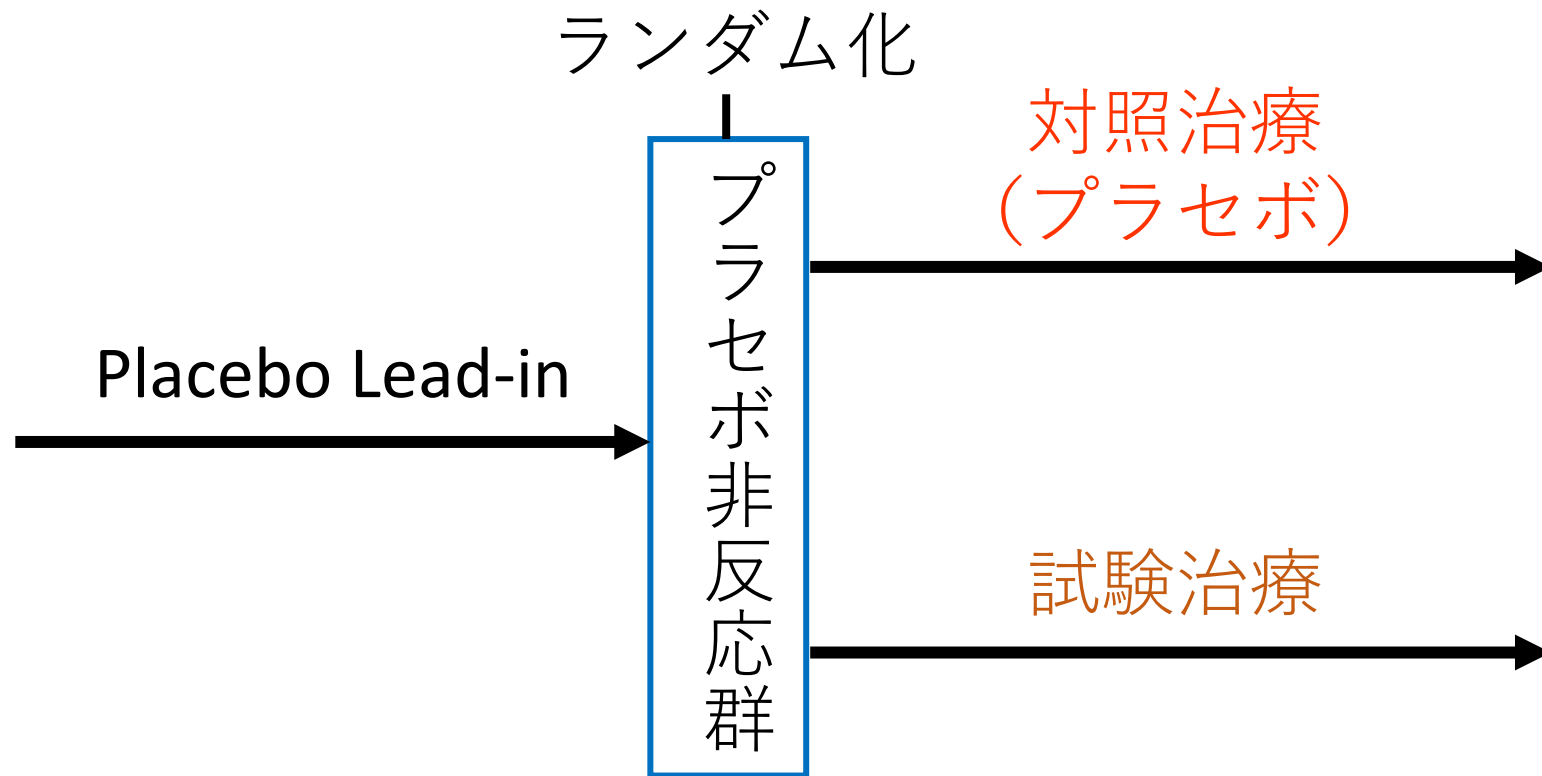 ランダム化
対照治療
（プラセボ）
Placebo Lead-in
プラセボ非反応群
試験治療